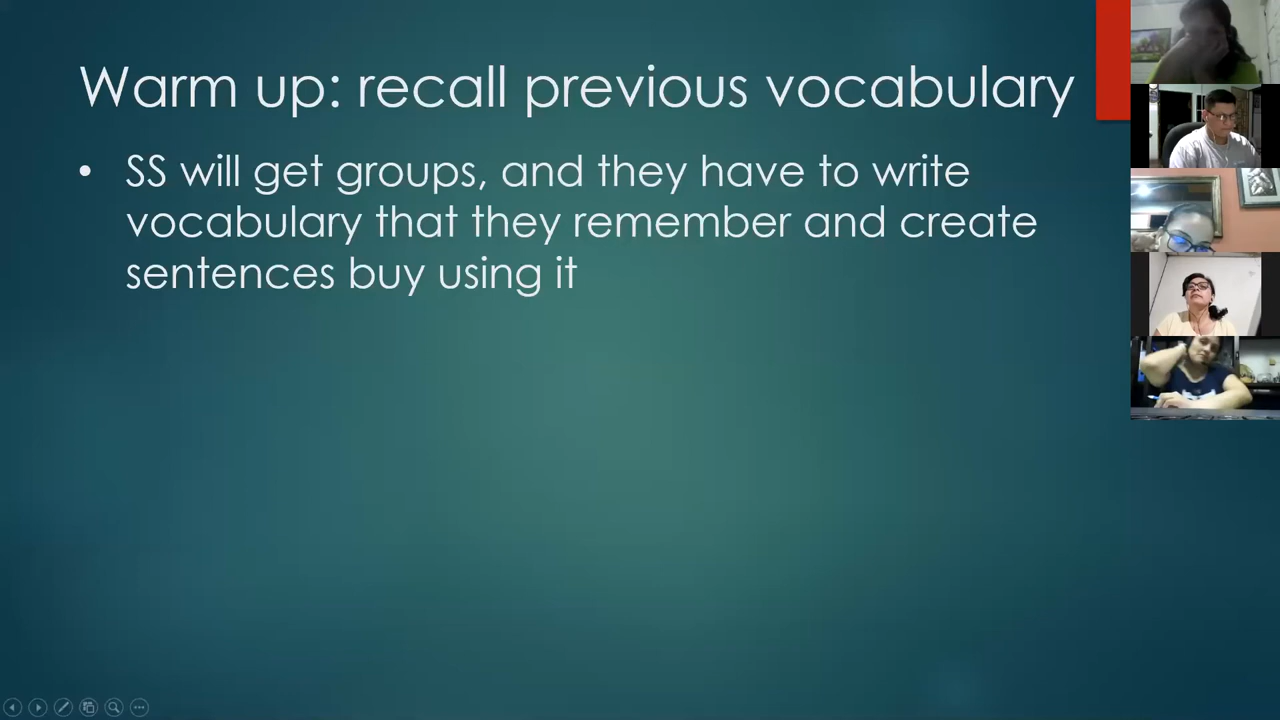 Warm up: recall previous vocabulary
• SS will get groups, and they have to write
vocabulary that they remember and create
sentences buy using it